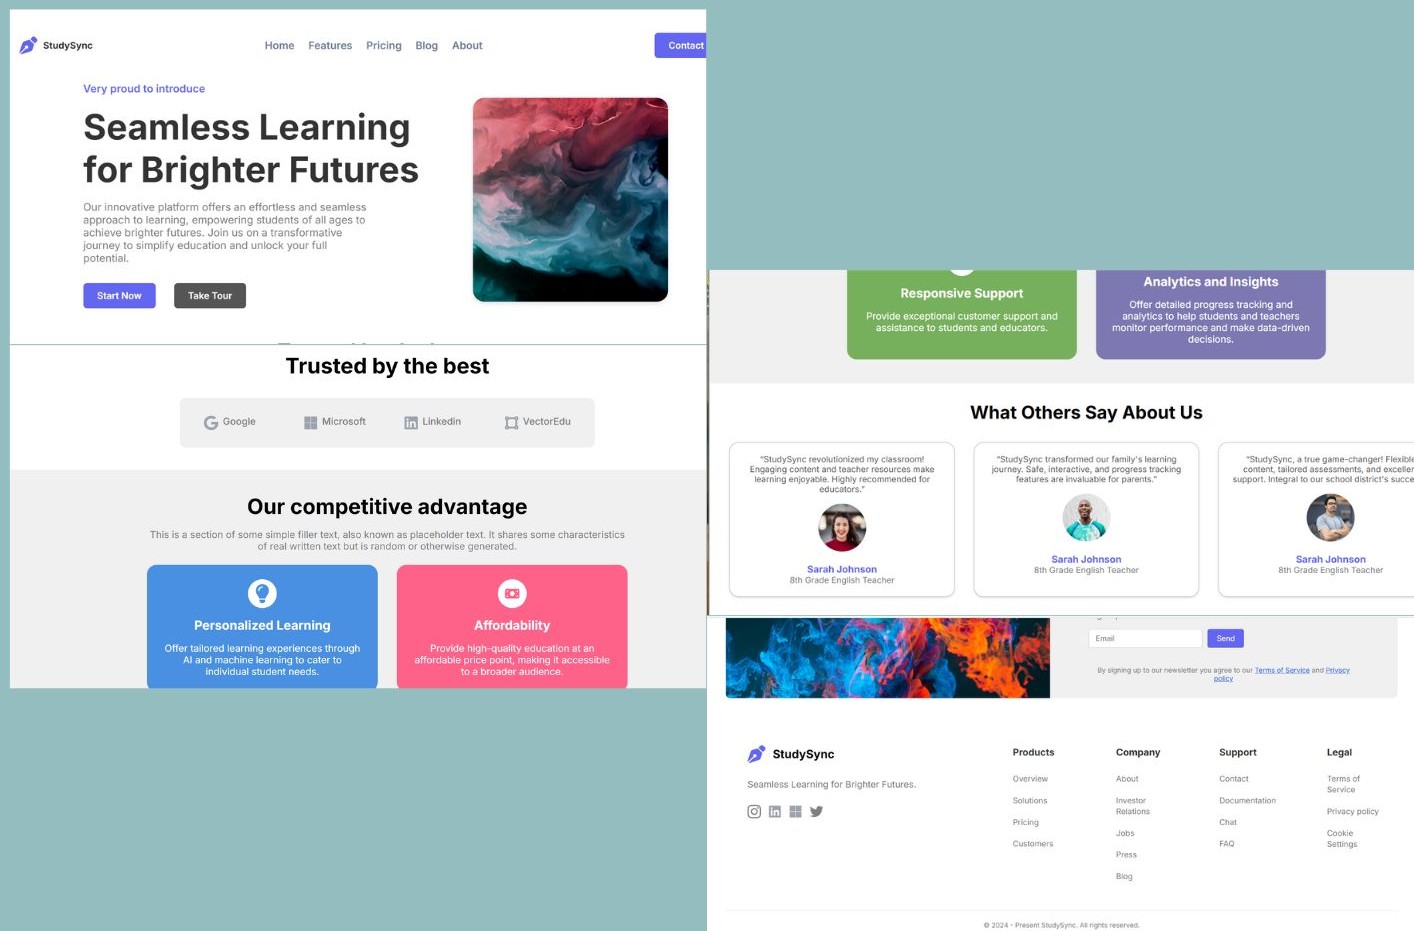 StudySync
Home
Features
Pricing
Blog
About
Contact
Very proud to introduce
Seamless Learning
for Brighter Futures
Our innovative platform offers an effortless and seamless
approach to learning, empowering students of all ages to
achieve brighter futures. Join us on a transformative
journey to simplify education and unlock your full
potential.
Start Now
Take Tour
Trusted by the best
Google
Microsoft
Linkedin
VectorEdu
Our competitive advantage
This is a section of some simple filler text, also known as placeholder text. It shares some characteristics
of real written text but is random or otherwise generated.
Personalized Learning
Offer tailored learning experiences through
AI and machine learning to cater to
individual student needs.
Affordability
Provide high-quality education at an
affordable price point, making it accessible
to a broader audience.
Responsive Support
Provide exceptional customer support and
assistance to students and educators.
Analytics and Insights
Offer detailed progress tracking and
analytics to help students and teachers
monitor performance and make data-driven
decisions.
What Others Say About Us
"StudySync revolutionized my classroom!
Engaging content and teacher resources make
learning enjoyable. Highly recommended for
educators."
Sarah Johnson
8th Grade English Teacher
"StudySync transformed our family's learning
journey. Safe, interactive, and progress tracking
features are invaluable for parents."
Sarah Johnson
8th Grade English Teacher
"StudySync, a true game-changer! Flexible
content, tailored assessments, and
support. Integral to our school district's
Sarah Johnson
8th Grade English Teacher
Email
Send
By signing up to our newsletter you agree to our Terms of Service and Privacy
policy
StudySync
Seamless Learning for Brighter Futures.
Products
Overview
Solutions
Pricing
Customers
Company
About
Investor
Relations
Jobs
Press
Blog
Support
Contact
Documentation
Chat
FAQ
Legal
Terms of
Service
Privacy policy
Cookie
Settings
© 2024 - Present StudySync. All rights reserved.